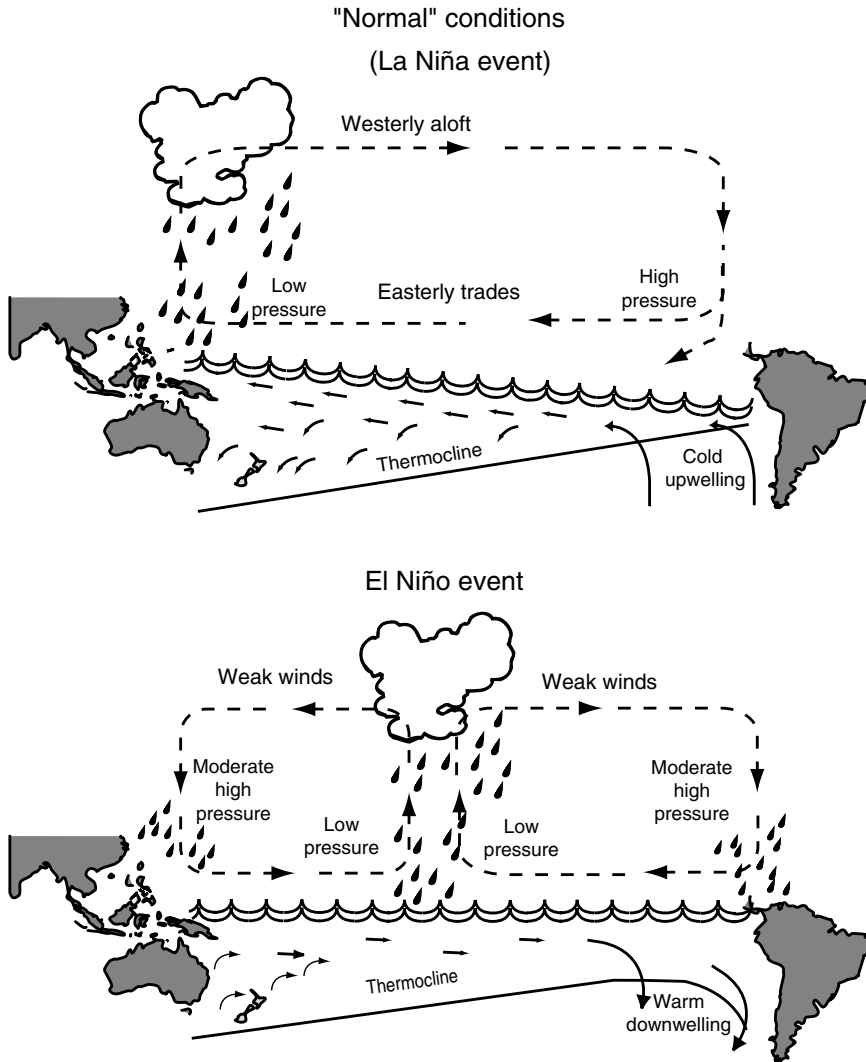 "Normal" conditions
(La Niña event)
Westerly aloft
Low
pressure
Easterly trades
High
pressure
Thermocline
Cold
upwelling
El Niño event
Weak winds
Weak winds
Moderate
high
pressure
Low
pressure
Low
pressure
Moderate
high
pressure
Thermocline
Warm
downwelling